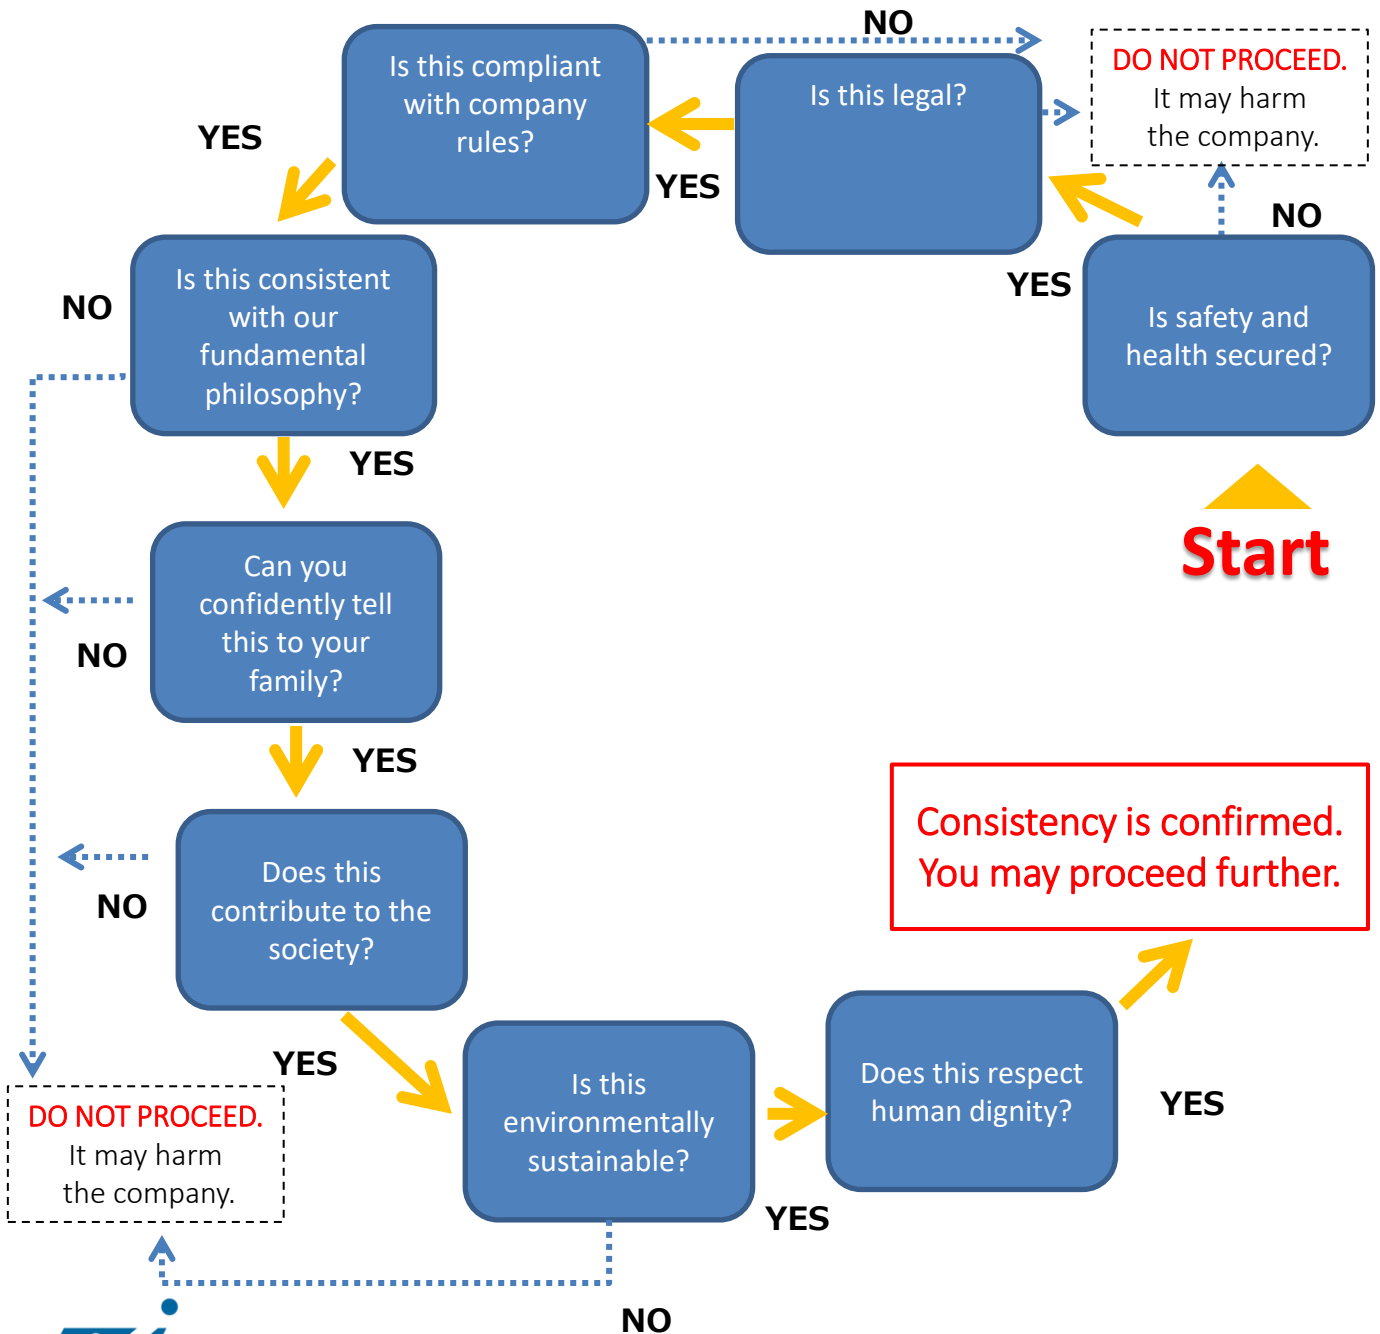 NO
Is this compliant
with company
rules?
Is this legal?
DO NOT PROCEED.
It may harm
the company.
YES
YES
NO
YES
Is safety and
health secured?
Start
NO
Is this consistent
with our
fundamental
philosophy?
YES
Can you
confidently tell
this to your
family?
NO
YES
Does this
contribute to the
society?
NO
YES
DO NOT PROCEED.
It may harm
the company.
Is this
environmentally
sustainable?
YES
NO
Does this respect
human dignity?
YES
Consistency is confirmed.
You may proceed further.